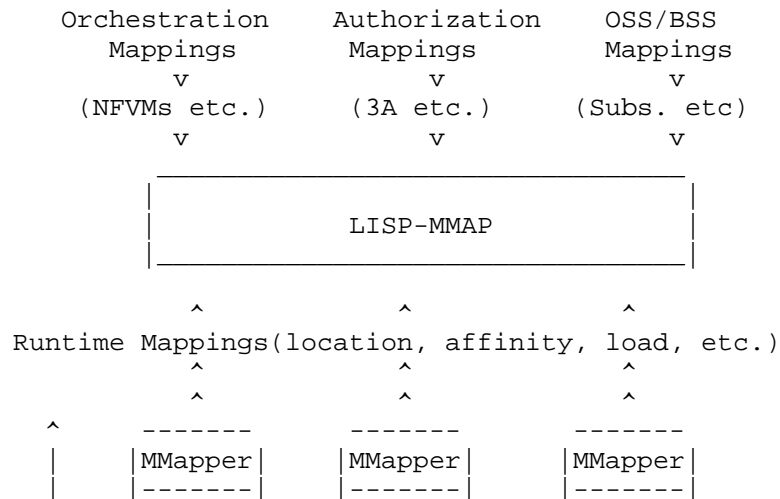 Orchestration Authorization OSS/BSS
Mappings Mappings Mappings
v v v
(NFVMs etc.) (3A etc.) (Subs. etc)
v v v
LISP-MMAP
^ ^ ^
Runtime Mappings(location, affinity, load, etc.)
^ ^ ^
^ ^ ^
^ ------- ------- -------
| |MMapper| |MMapper| |MMapper|
| |-------| |-------| |-------|